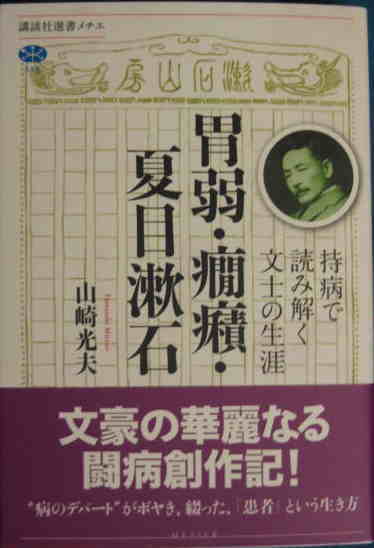 講談社選書メチエ
房山石漱
胃弱・癇癪・
夏目漱石
持病で
読み解く
文士の生涯
山崎光夫
Yamazaki Mitsuo
文豪の華麗なる
闘病創作記！
“病のデパート”がボヤき、綴った、「患者」という生き方
METIER